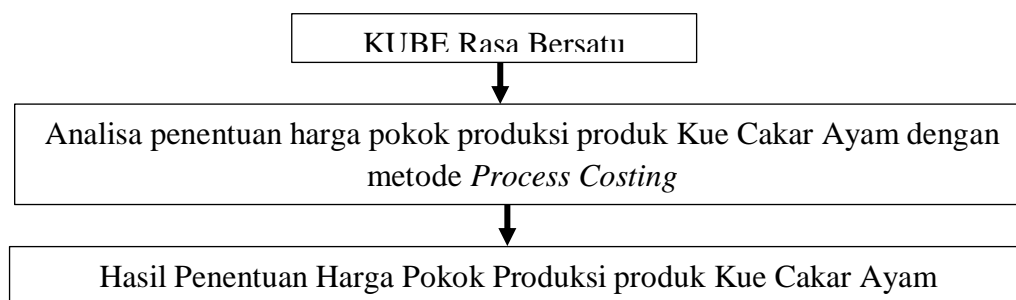 KUBE Rasa Bersatu
Analisa penentuan harga pokok produksi produk Kue Cakar Ayam dengan
metode Process Costing
Hasil Penentuan Harga Pokok Produksi produk Kue Cakar Ayam